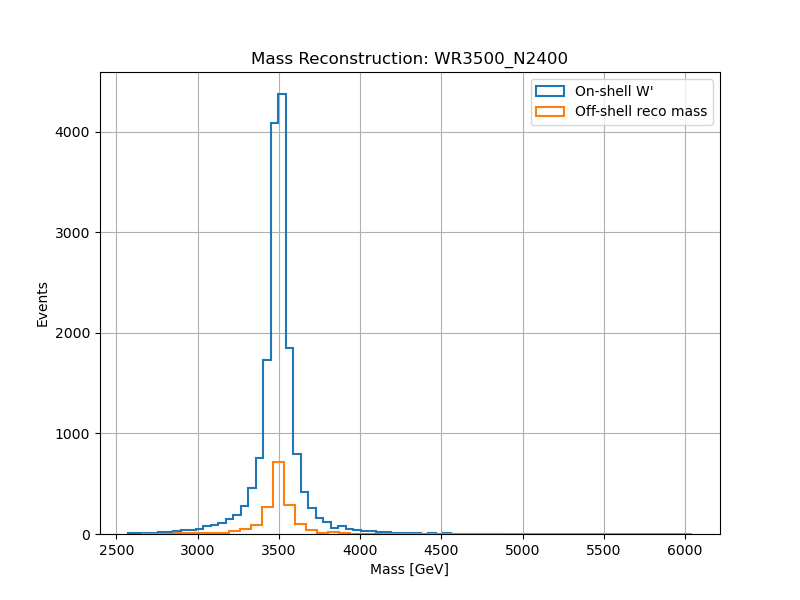 Mass Reconstruction: WR3500_N2400
On-shell W'
Off-shell reco mass
4000
3000
2000
1000
0
Events
2500 3000 3500 4000 4500 5000 5500 6000
Mass [GeV]